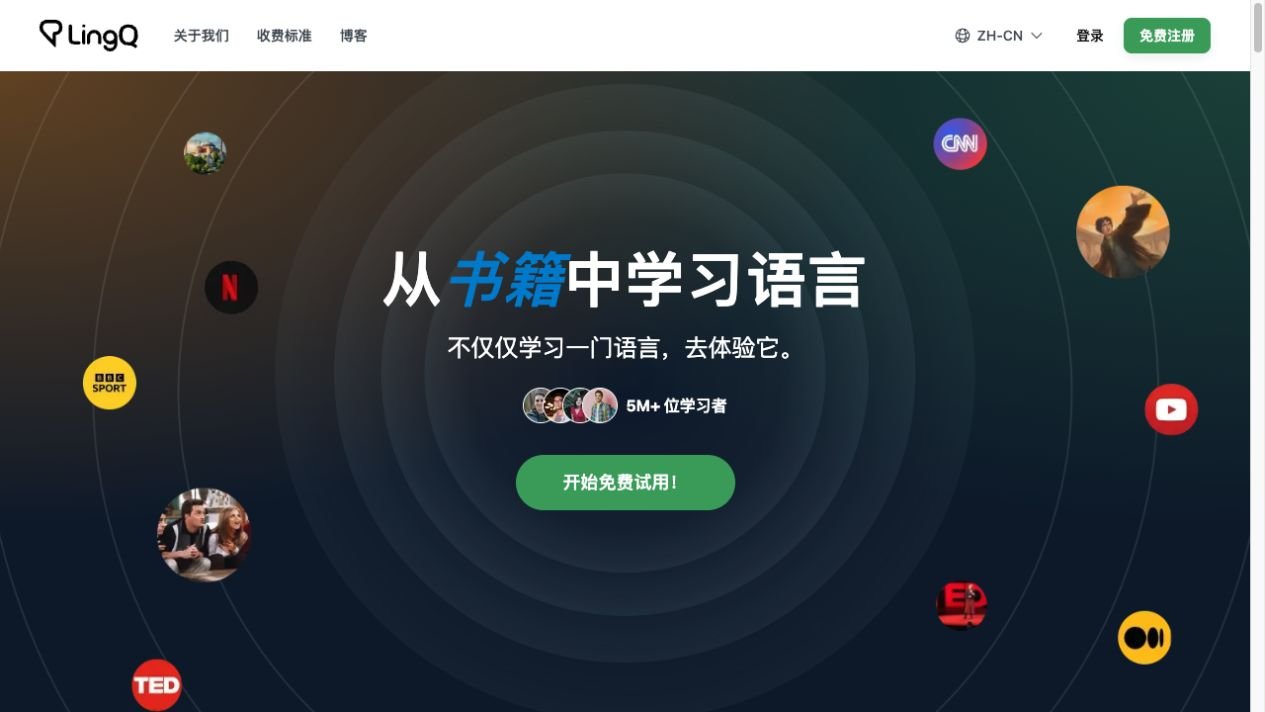 LingQ
关于我们
收费标准
博客
ZH-CN
登录
免费注册
CNN
N
从书籍中学习语言
不仅仅学习一门语言，去体验它。
BBC
SPORT
5M+ 位学习者
开始免费试用！
ED
TED